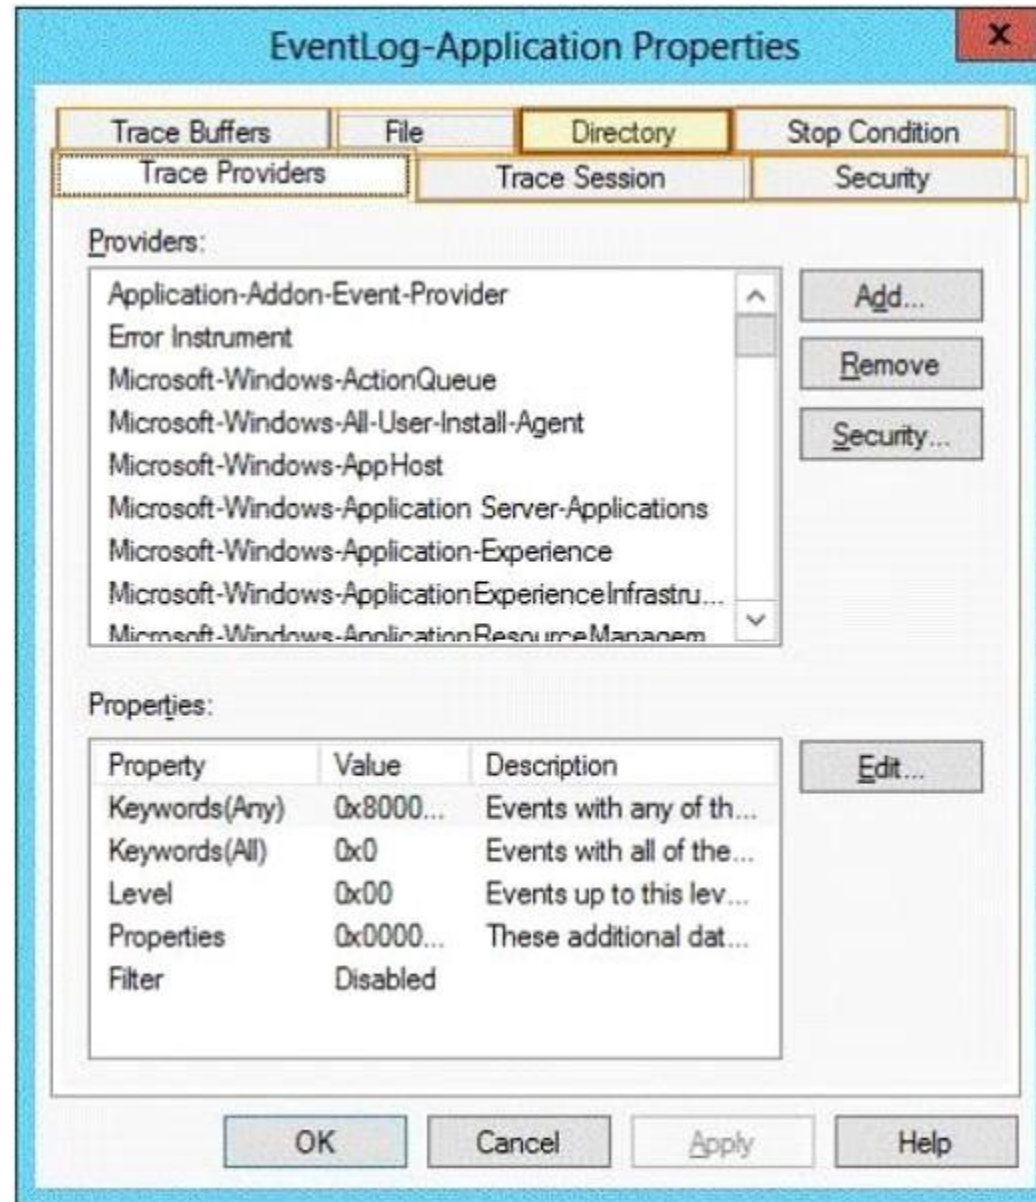 EventLog-Application Properties
x
Trace Buffers File Directory Stop Condition
Trace Providers Trace Session Security
Providers:
Application-Addon-Event-Provider
Error Instrument
Microsoft-Windows-ActionQueue
Microsoft-Windows-All-User-Install-Agent
Microsoft-Windows-AppHost
Microsoft-Windows-Application Server-Applications
Microsoft-Windows-Application-Experience
Microsoft-Windows-ApplicationExperienceInfrastru...
Microsoft-Windows-ApplicationResourceManagem
Add...
Remove
Security...
Properties:
Property Value Description
Keywords(Any) 0x8000... Events with any of th...
Keywords(All) 0x0 Events with all of the...
Level 0x00 Events up to this lev...
Properties 0x0000... These additional dat...
Filter Disabled
Edit...
OK Cancel Apply Help